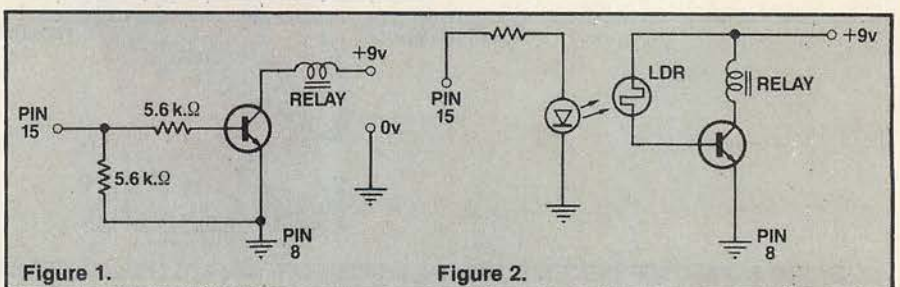 +9v
RELAY
5.6 k.Ω
PIN
15
0v
5.6 k.Ω
PIN
8
Figure 1.
+9v
LDR
RELAY
PIN
15
PIN
8
Figure 2.